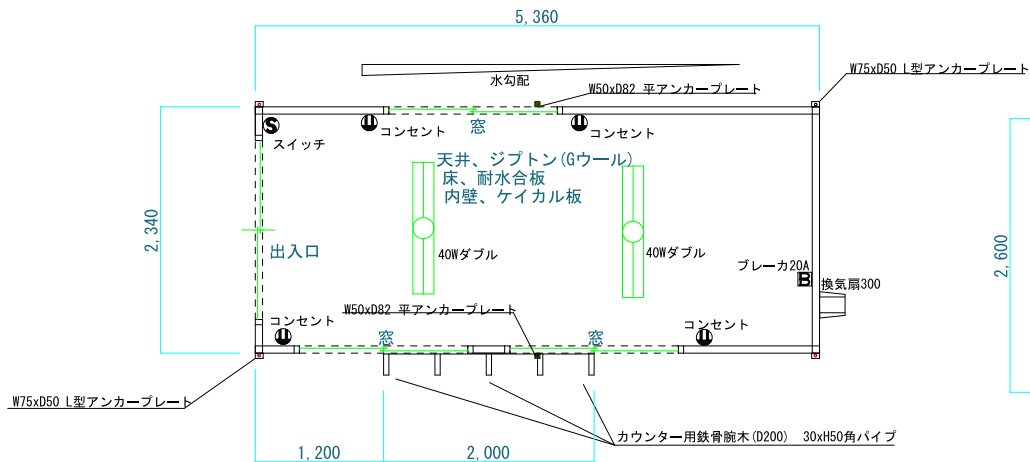 5,360
水勾配
W75xD50 L型アンカープレート
W50xD82 平アンカープレート
S
スイッチ
コンセント
窓
コンセント
天井、ジプトン(Gウール)
床、耐水合板
内壁、ケイカル板
2,340
出入口
40Wダブル
40Wダブル
ブレーカ20A
B
換気扇300
2,600
W50xD82 平アンカープレート
コンセント
窓
窓
コンセント
W75xD50 L型アンカープレート
カウンター用鉄骨腕木(D200) 30xH50角パイプ
1,200
2,000